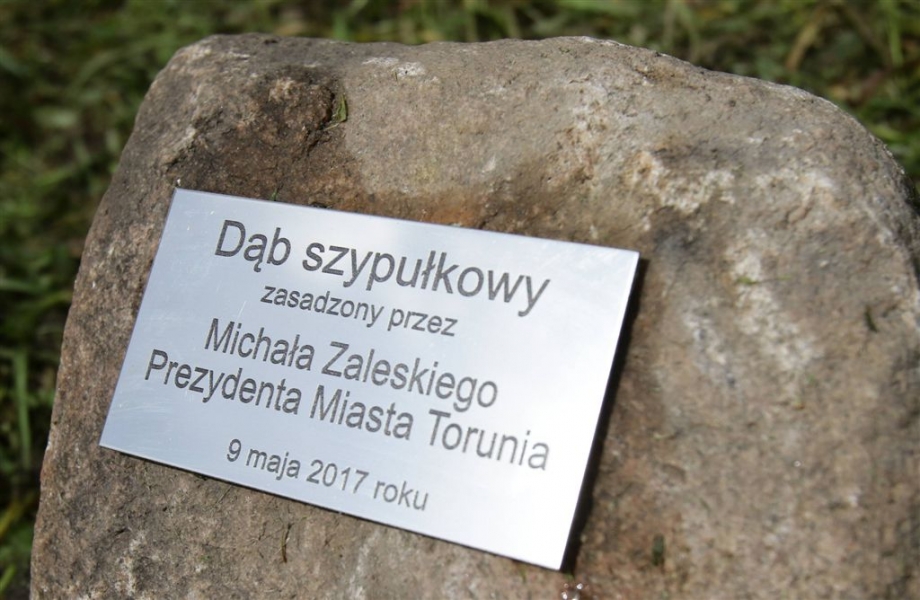 Dąb szypułkowy
zasadzony przez
Michała Zaleskiego
Prezydenta Miasta Torunia
9 maja 2017 roku